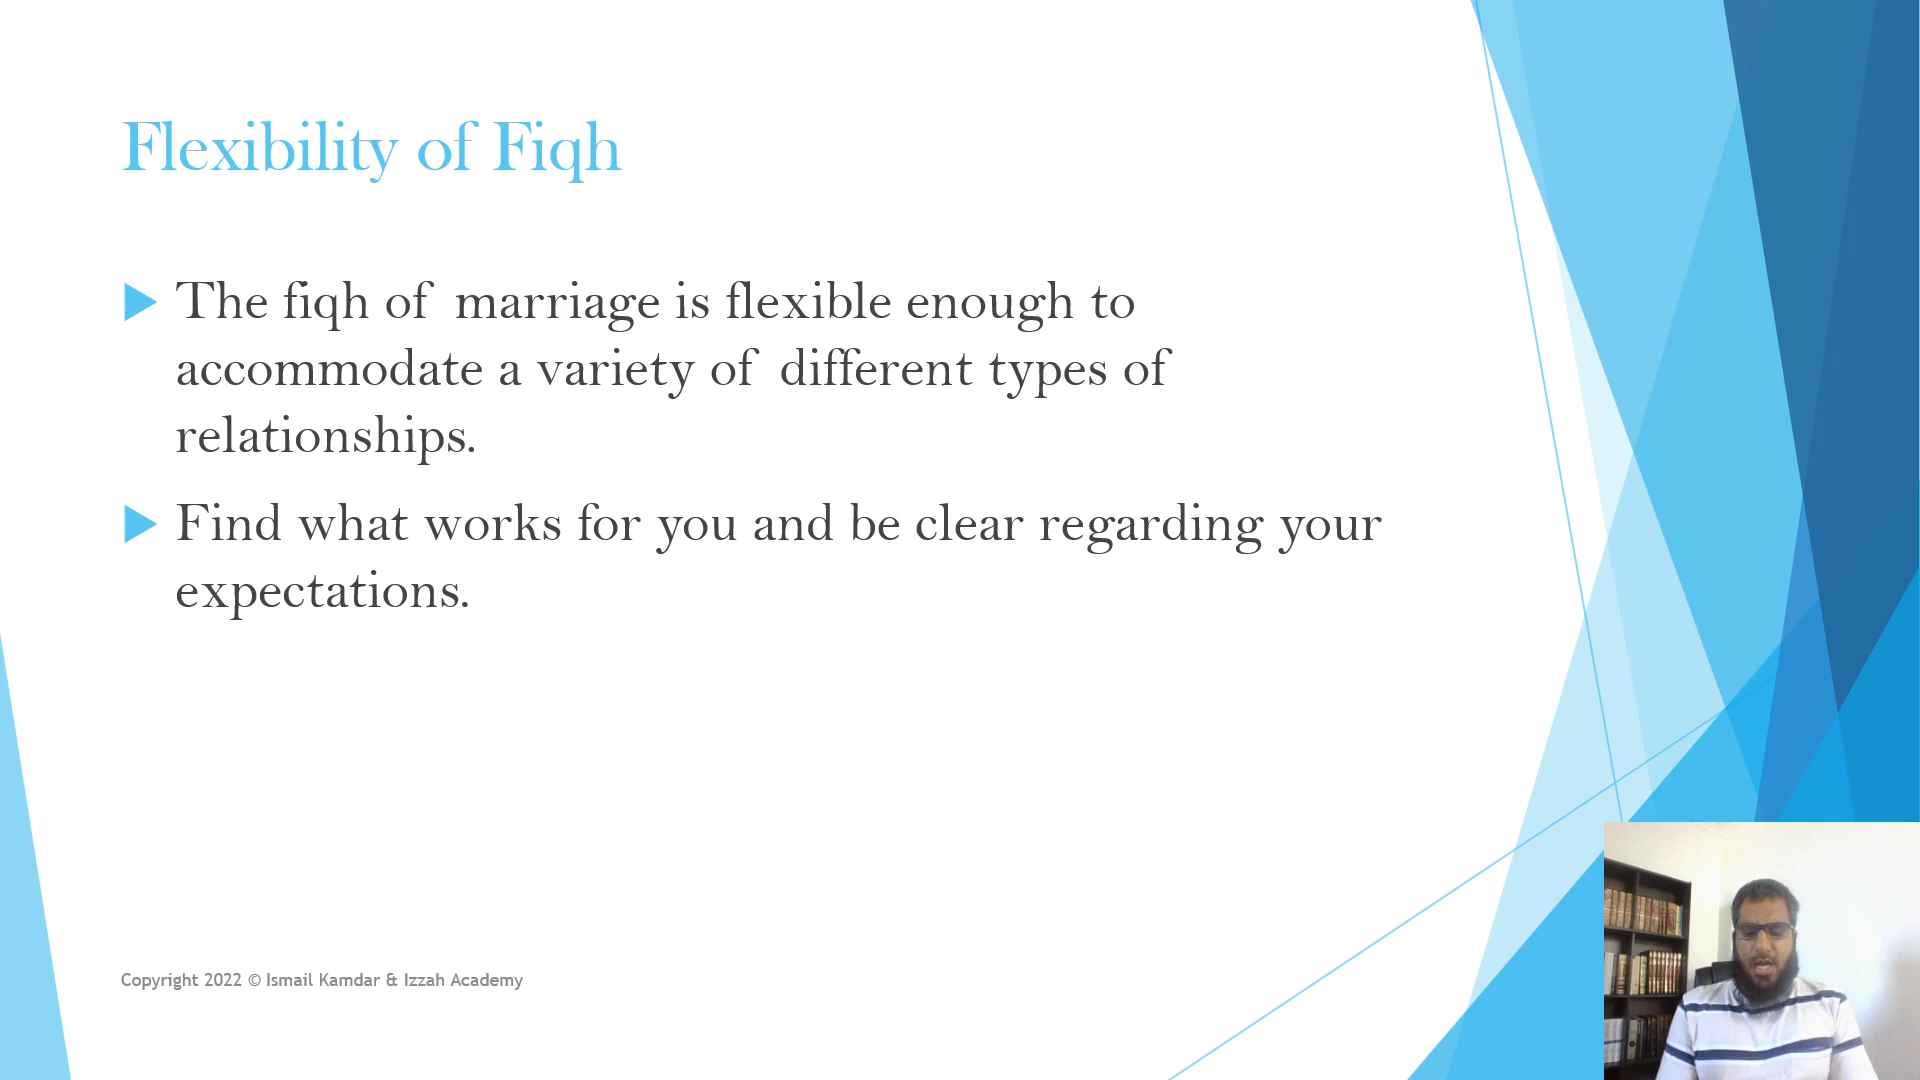 Flexibility of Fiqh
The fiqh of marriage is flexible enough to
accommodate a variety of different types of
relationships.
Find what works for you and be clear regarding your
expectations.
Copyright 2022 © Ismail Kamdar & Izzah Academy